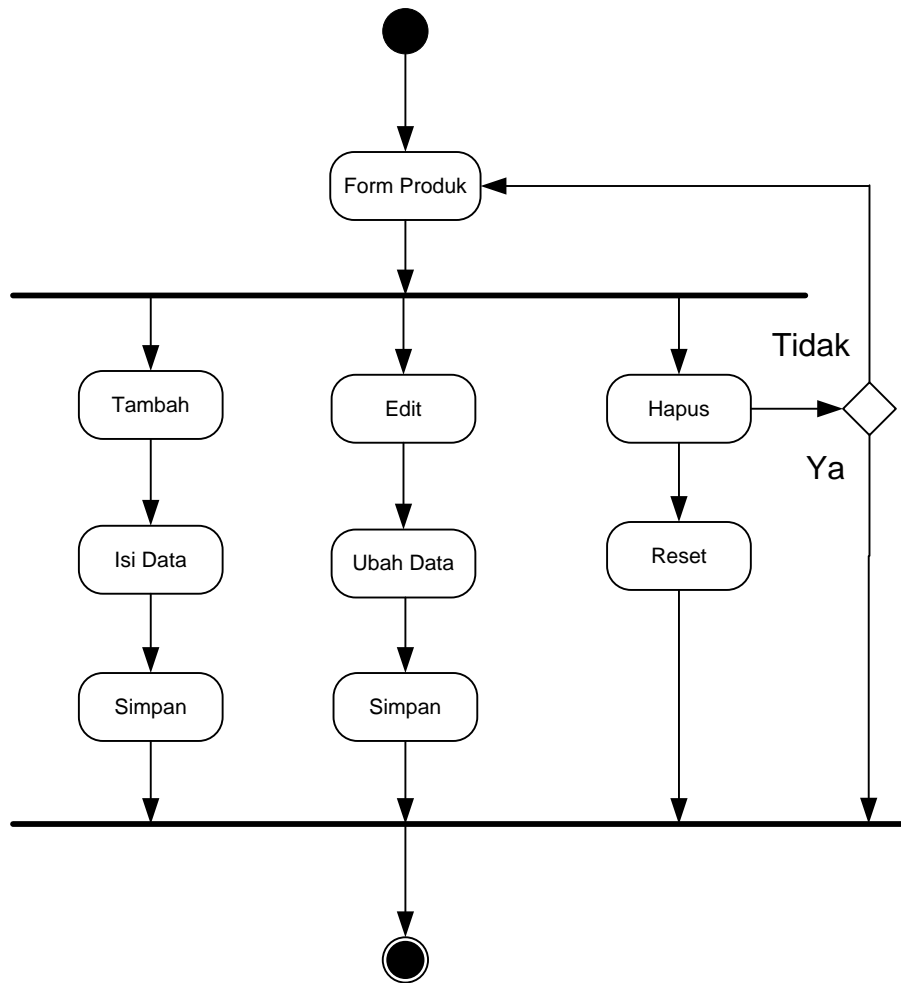 Form Produk
Tidak
Tambah
Edit
Hapus
Ya
Isi Data
Ubah Data
Reset
Simpan
Simpan